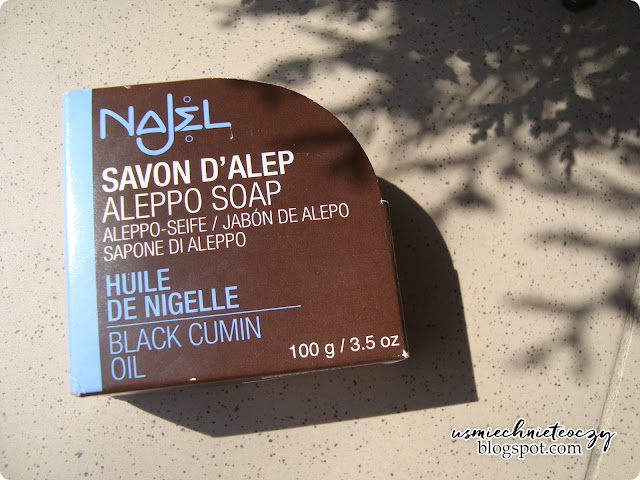 NAJEL
SAVON D'ALEP
ALEPPO SOAP
ALEPPO-SEIFE / JABÓN DE ALEPO
SAPONE DI ALEPPO
HUILE
DE NIGELLE
BLACK CUMIN
OIL
100 g / 3.5 oz
usmiechnieteoczy
blogspot.com